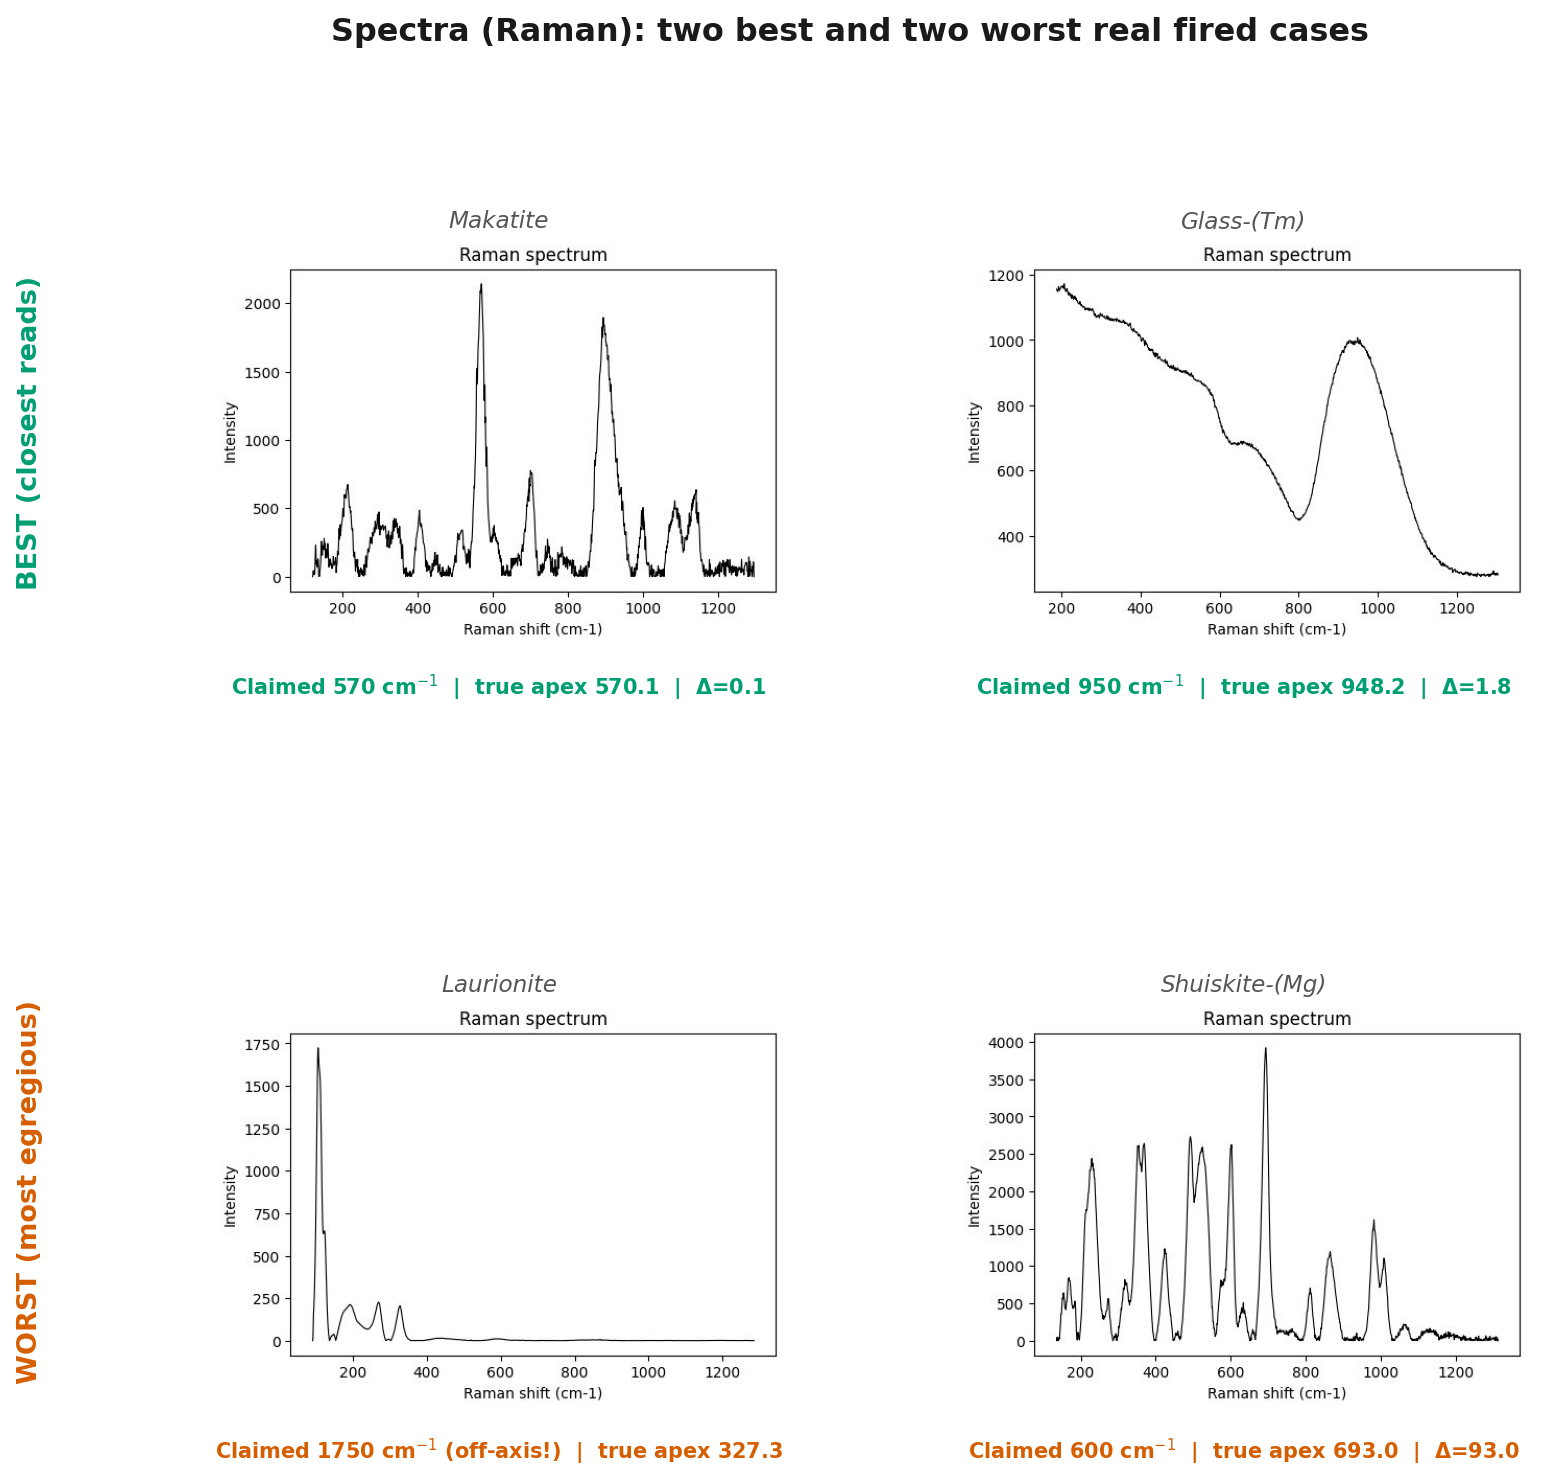 Spectra (Raman): two best and two worst real fired cases
BEST (closest reads)
Makatite
Raman spectrum
2000
1500
1000
500
0
Intensity
200 400 600 800 1000 1200
Raman shift (cm-1)
Claimed 570 cm⁻¹ | true apex 570.1 | Δ=0.1
Glass-(Tm)
Raman spectrum
1200
1000
800
600
400
Intensity
200 400 600 800 1000 1200
Raman shift (cm-1)
Claimed 950 cm⁻¹ | true apex 948.2 | Δ=1.8
WORST (most egregious)
Laurionite
Raman spectrum
1750
1500
1250
1000
750
500
250
0
Intensity
200 400 600 800 1000 1200
Raman shift (cm-1)
Claimed 1750 cm⁻¹ (off-axis!) | true apex 327.3
Shuiskite-(Mg)
Raman spectrum
4000
3500
3000
2500
2000
1500
1000
500
0
Intensity
200 400 600 800 1000 1200
Raman shift (cm-1)
Claimed 600 cm⁻¹ | true apex 693.0 | Δ=93.0